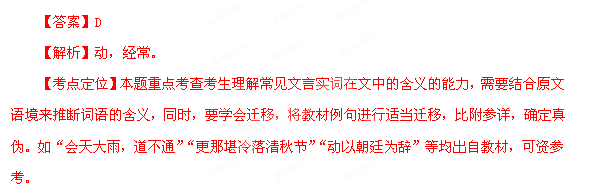 【答案】D
【解析】动，经常。
【考点定位】本题重点考查考生理解常见文言实词在文中的含义的能力，需要结合原文
语境来推断词语的含义，同时，要学会迁移，将教材例句进行适当迁移，比附参详，确定真
伪。如“会天大雨，道不通”“更那堪冷落清秋节”“动以朝廷为辞”等均出自教材，可资参
考。